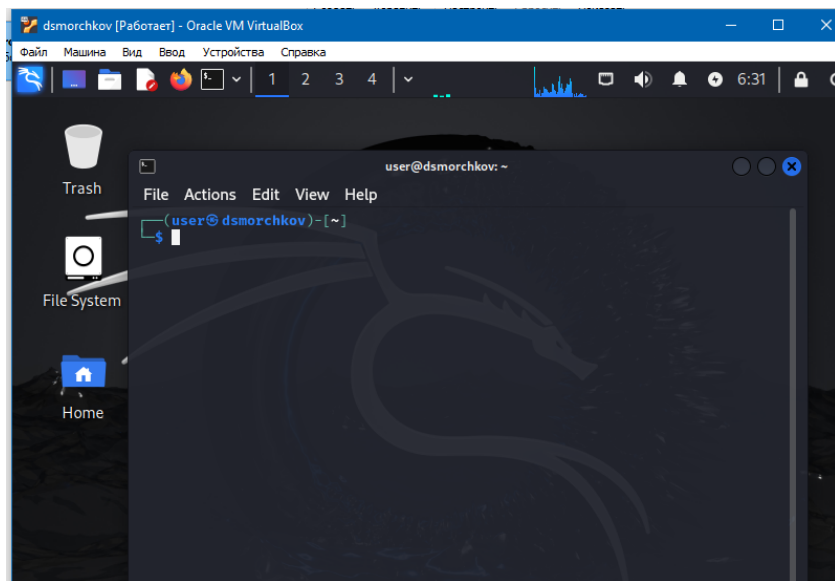 dsmorchkov [Работает] - Oracle VM VirtualBox
Файл Машина Вид Ввод Устройства Справка
1 2 3 4 6:31
Trash
user@dsmorchkov: ~
File Actions Edit View Help
(user㉿dsmorchkov)-[~]
$
File System
Home